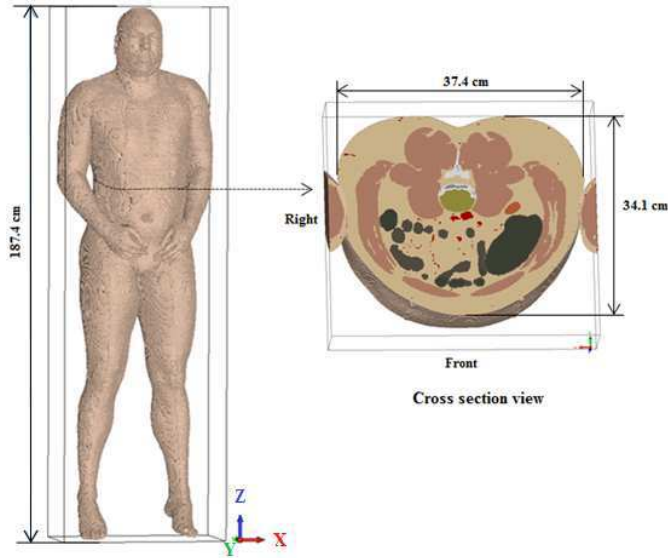 37.4 cm
187.4 cm
34.1 cm
Right
Front
Cross section view
Z
Y
X